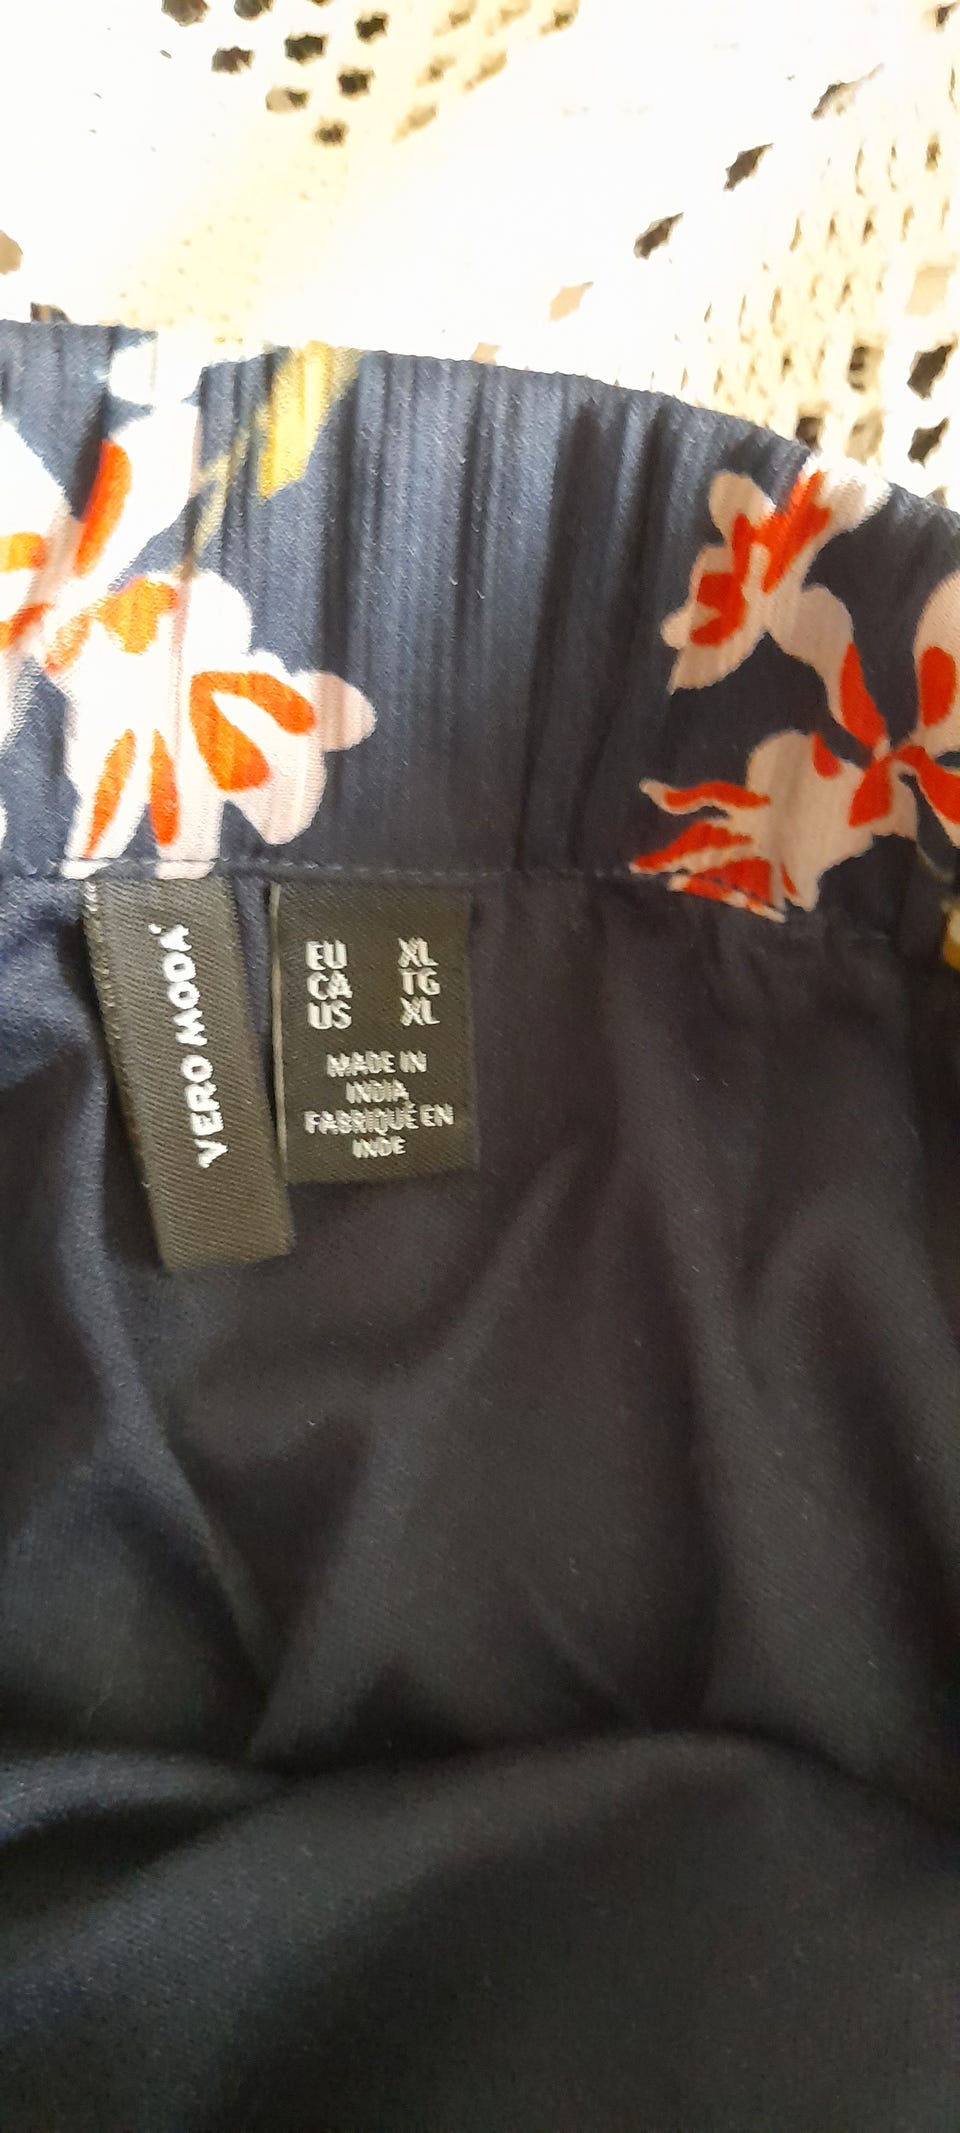 VERO MODA
EU XL
CA TG
US XL
MADE IN
INDIA
FABRIQUÉ EN
INDE